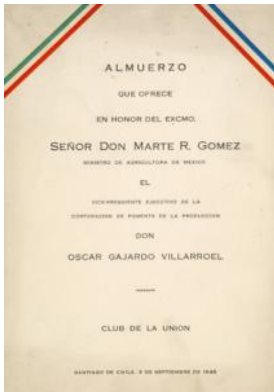 ALMUERZO
QUE OFRECE
EN HONOR DEL EXCMO.
SEÑOR DON MARTE R. GOMEZ
MINISTRO DE AGRICULTURA DE MEXICO
EL
VICE-PRESIDENTE EJECUTIVO DE LA
CORPORACION DE FOMENTO DE LA PRODUCCION
DON
OSCAR GAJARDO VILLARROEL
CLUB DE LA UNION
SANTIAGO DE CHILE, 2 DE SEPTIEMBRE DE